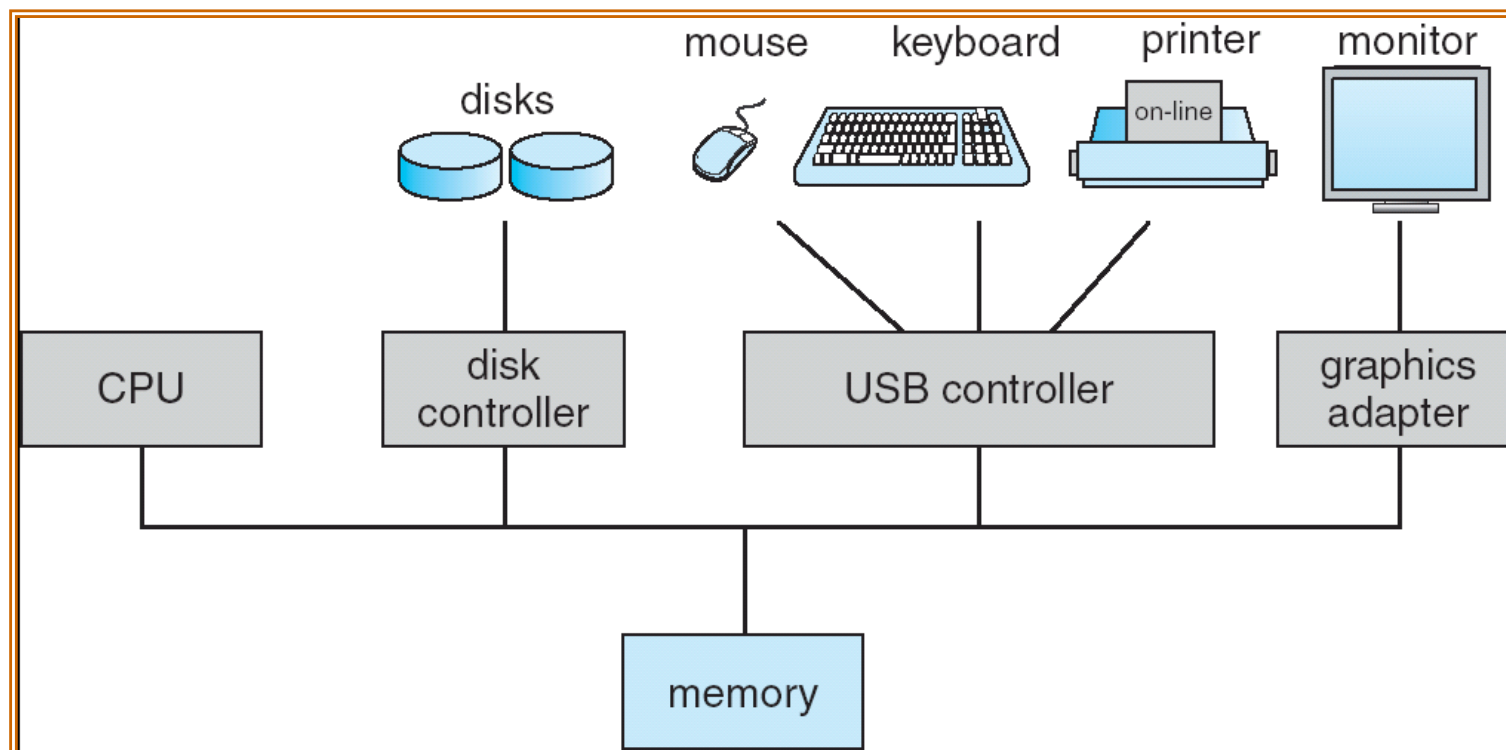 mouse
keyboard
printer
monitor
disks
on-line
CPU
disk
controller
USB controller
graphics
adapter
memory